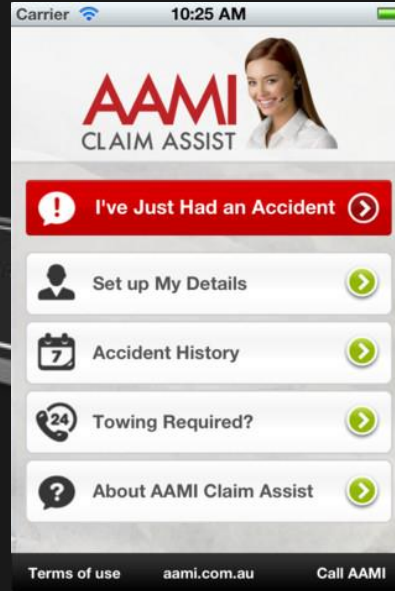 Carrier 10:25 AM
AAMI
CLAIM ASSIST
! I've Just Had an Accident
Set up My Details
7 Accident History
24 Towing Required?
? About AAMI Claim Assist
Terms of use aami.com.au Call AAMI